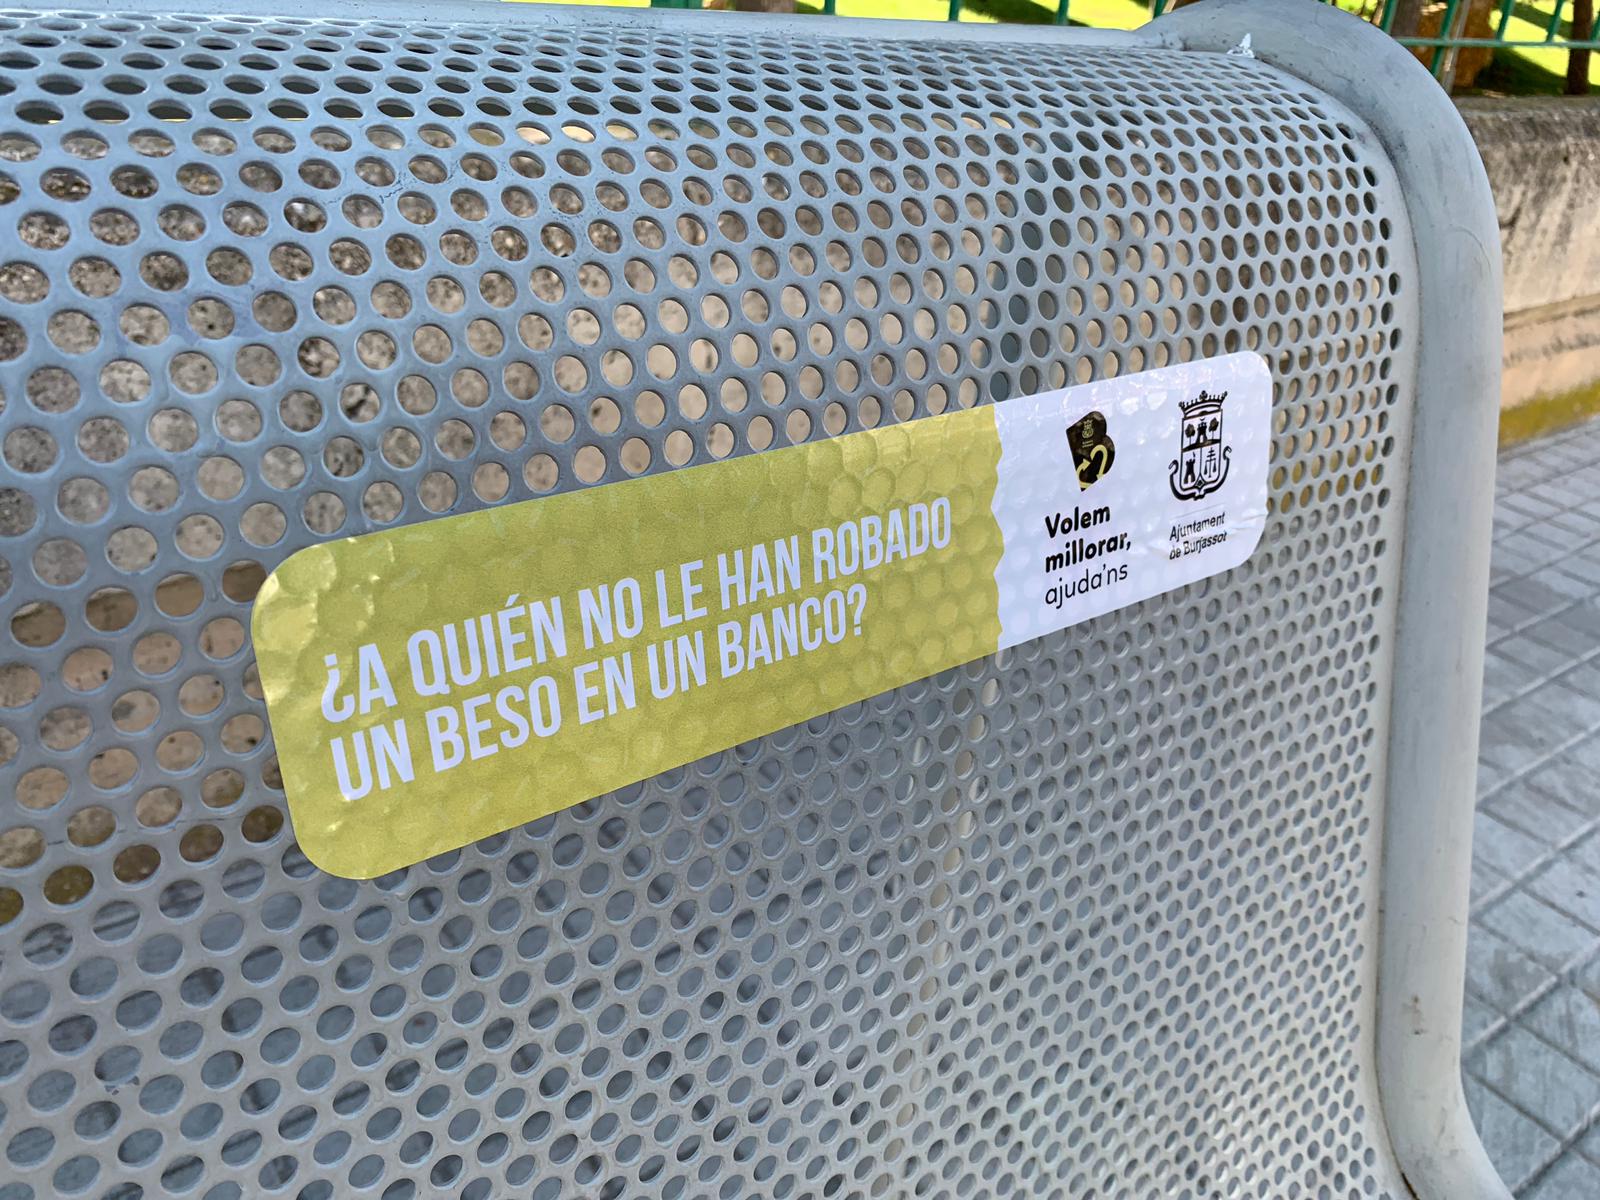 ¿A QUIÉN NO LE HAN ROBADO
UN BESO EN UN BANCO?
Volem
millorar,
ajuda'ns
Ajuntament
de Burjassot